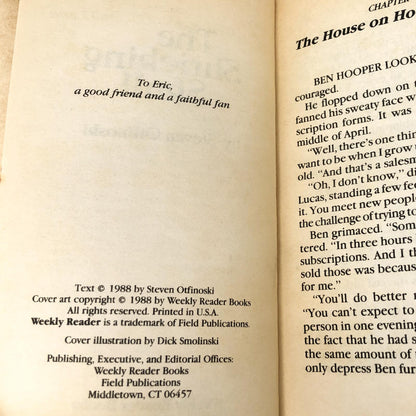 To Eric,
a good friend and a faithful fan
Text © 1988 by Steven Otfinoski
Cover art copyright © 1988 by Weekly Reader Books
All rights reserved. Printed in U.S.A.
Weekly Reader is a trademark of Field Publications.
Cover illustration by Dick Smolinski
Publishing, Executive, and Editorial Offices:
Weekly Reader Books
Field Publications
Middletown, CT 06457
CHAPTER
The House on Ho
BEN HOOPER LOOK
couraged.
He flopped down on t
fanned his sweaty face w
scription forms. It was
middle of April.
"Well, there's one thin
want to be when I grow
old. "And that's a salesm
"Oh, I don't know," di
Lucas, standing a few fe
it. You meet new peopl
the challenge of trying to
Ben grimaced. "Som
tered. "In three hours
subscriptions. And I th
sold those was becaus
for me."
"You'll do better n
"You can't expect to
person in one evening
the fact that he had s
the same amount of
only depress Ben fur